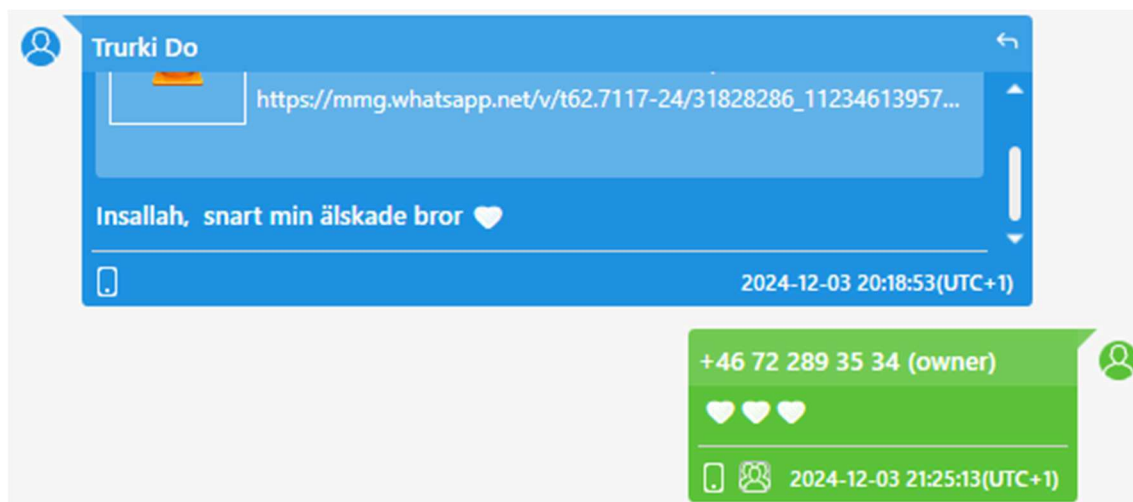 Trurki Do
https://mmg.whatsapp.net/v/t62.7117-24/31828286_11234613957...
Insallah, snart min älskade bror 🤍
2024-12-03 20:18:53(UTC+1)
+46 72 289 35 34 (owner)
🤍🤍🤍
2024-12-03 21:25:13(UTC+1)